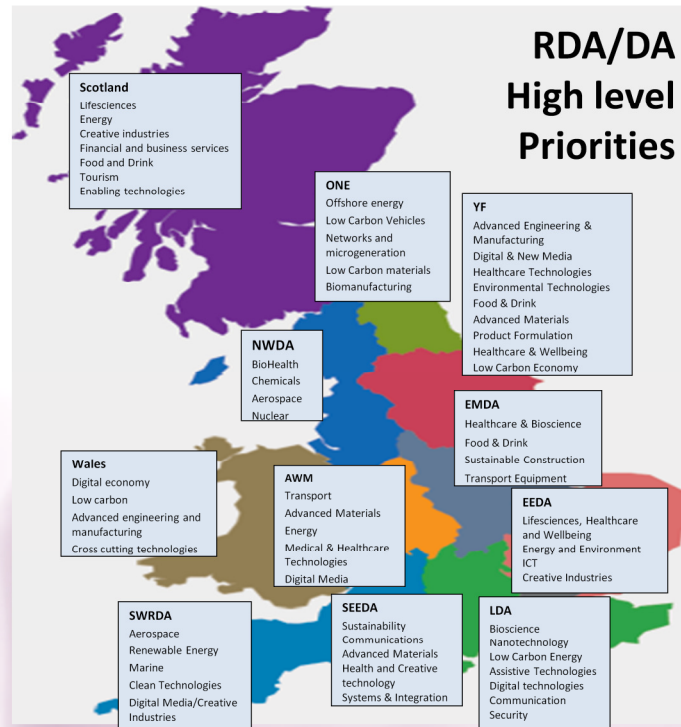 RDA/DA
High level
Priorities
Scotland
Lifesciences
Energy
Creative industries
Financial and business services
Food and Drink
Tourism
Enabling technologies
ONE
Offshore energy
Low Carbon Vehicles
Networks and
microgeneration
Low Carbon materials
Biomanufacturing
YF
Advanced Engineering &
Manufacturing
Digital & New Media
Healthcare Technologies
Environmental Technologies
Food & Drink
Advanced Materials
Product Formulation
Healthcare & Wellbeing
Low Carbon Economy
NWDA
BioHealth
Chemicals
Aerospace
Nuclear
EMDA
Healthcare & Bioscience
Food & Drink
Sustainable Construction
Transport Equipment
Wales
Digital economy
Low carbon
Advanced engineering and
manufacturing
Cross cutting technologies
AWM
Transport
Advanced Materials
Energy
Medical & Healthcare
Technologies
Digital Media
EEDA
Lifesciences, Healthcare
and Wellbeing
Energy and Environment
ICT
Creative Industries
SWRDA
Aerospace
Renewable Energy
Marine
Clean Technologies
Digital Media/Creative
Industries
SEEDA
Sustainability
Communications
Advanced Materials
Health and Creative
technology
Systems & Integration
LDA
Bioscience
Nanotechnology
Low Carbon Energy
Assistive Technologies
Digital technologies
Communication
Security